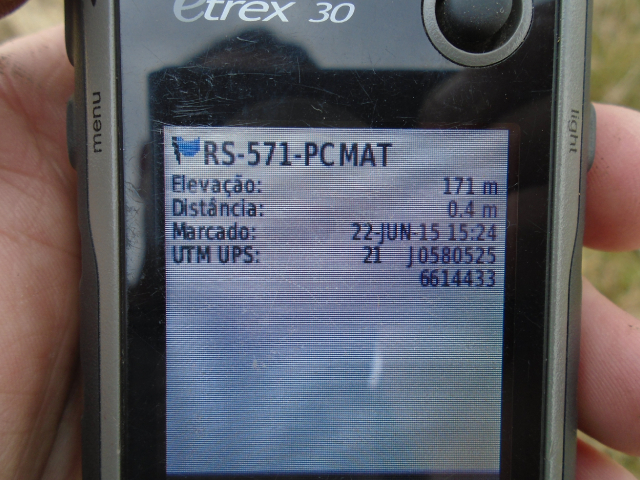 etrex 30
menu
light
RS-571-PCMAT
Elevação: 171 m
Distância: 0.4 m
Marcado: 22-JUN-15 15:24
UTM UPS: 21 J 0580525
6614433